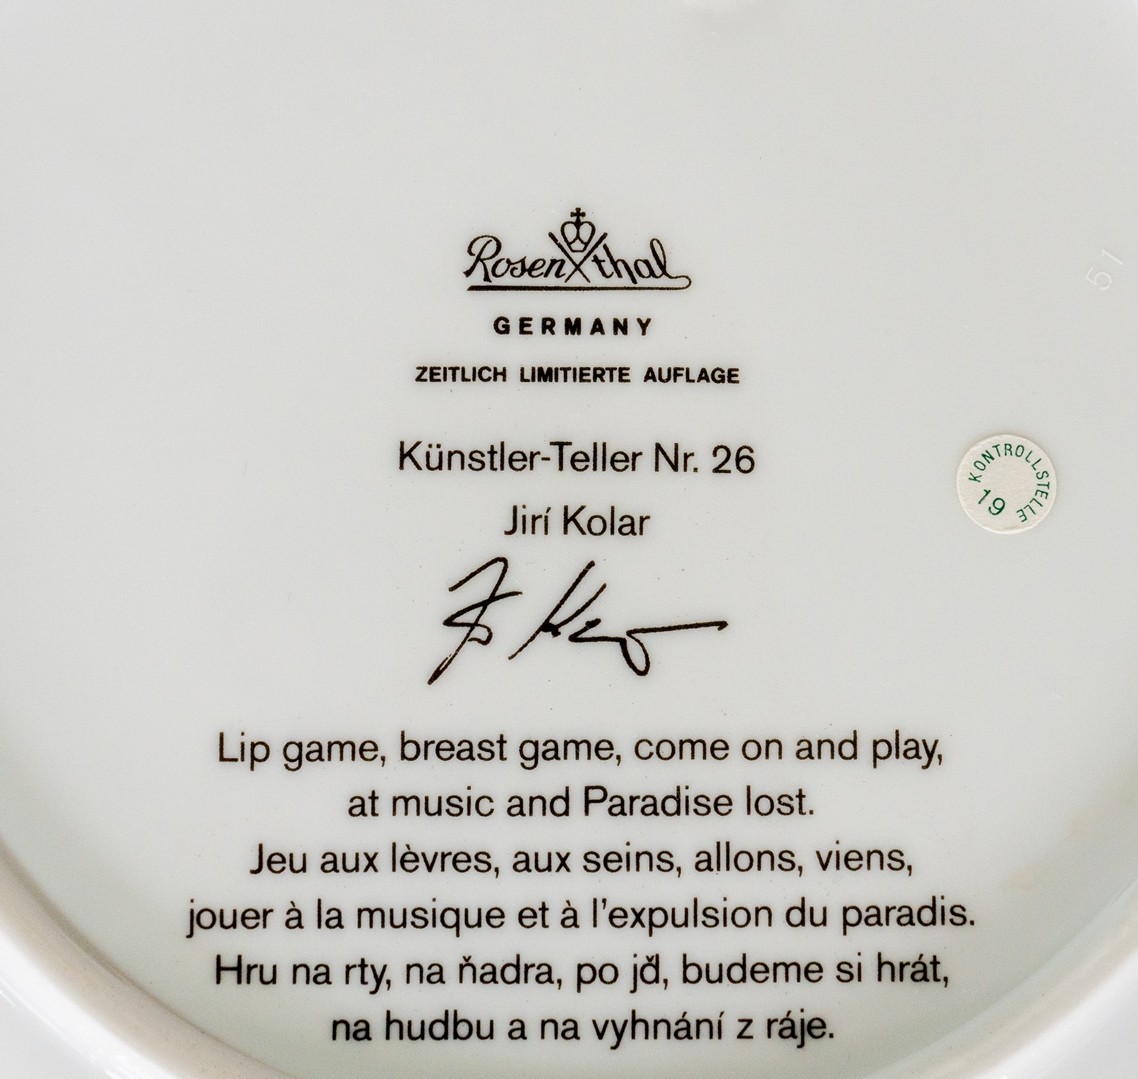 Rosenthal
GERMANY
ZEITLICH LIMITIERTE AUFLAGE
Künstler-Teller Nr. 26
Jirí Kolar
Lip game, breast game, come on and play,
at music and Paradise lost.
Jeu aux lèvres, aux seins, allons, viens,
jouer à la musique et à l'expulsion du paradis.
Hru na rty, na ňadra, po jd̆, budeme si hrát,
na hudbu a na vyhnání z ráje.
KONTROLLSTELLE
19
51